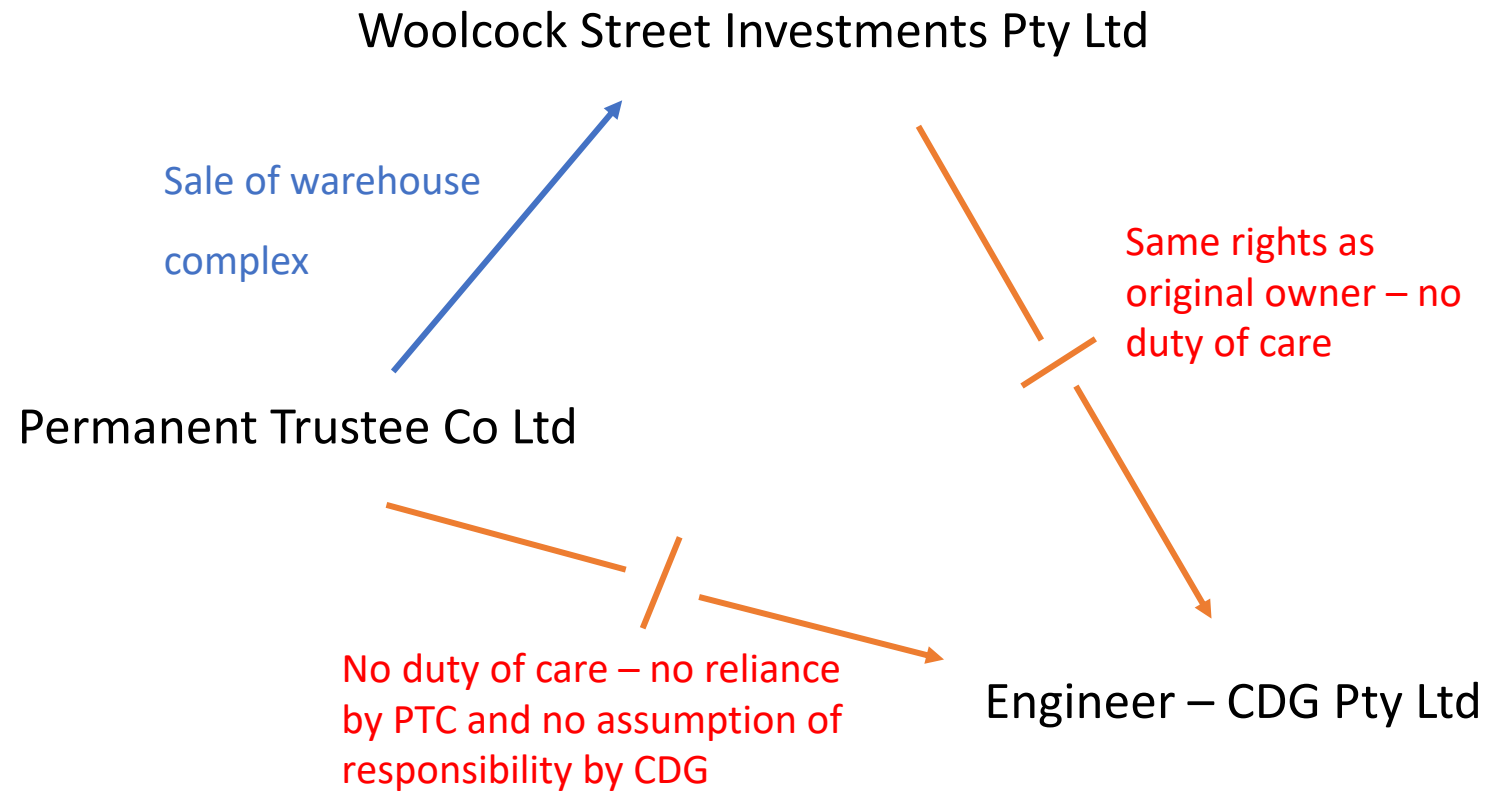 Woolcock Street Investments Pty Ltd
Sale of warehouse
complex
Same rights as
original owner – no
duty of care
Permanent Trustee Co Ltd
No duty of care – no reliance
by PTC and no assumption of
responsibility by CDG
Engineer – CDG Pty Ltd